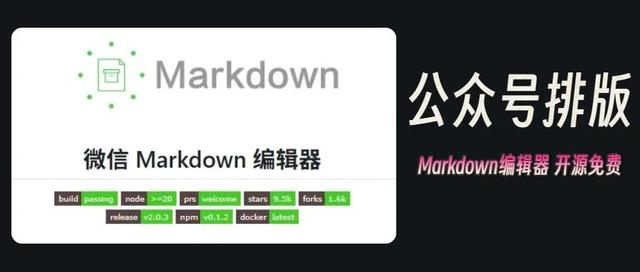 Markdown
微信 Markdown 编辑器
build passing node >=20 prs welcome stars 9.5k forks 1.6k
release v2.0.3 npm v0.1.2 docker latest
公众号排版
Markdown编辑器 开源免费